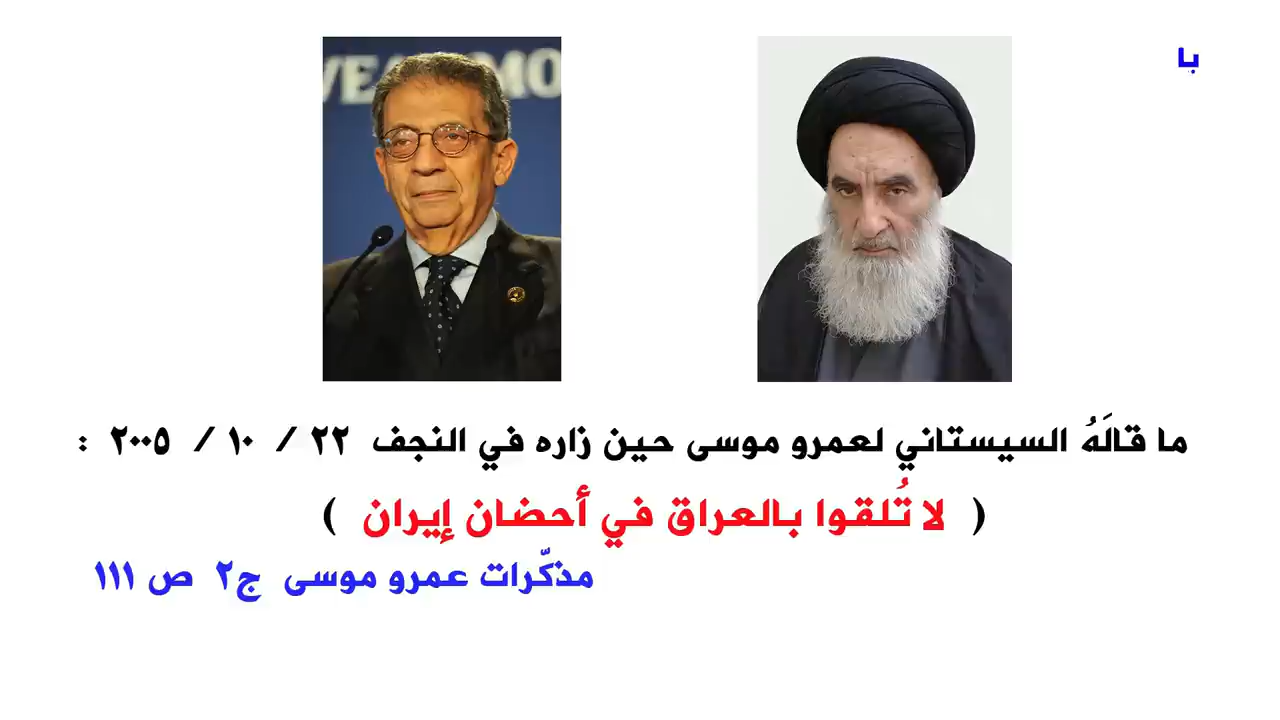 با
VEA MO
ما قالَهُ السيستاني لعمرو موسى حين زاره في النجف ٢٢ / ١٠ / ٢٠٠٥ :
( لا تُلقوا بالعراق في أحضان إيران )
مذكّرات عمرو موسى ج٢ ص ١١١